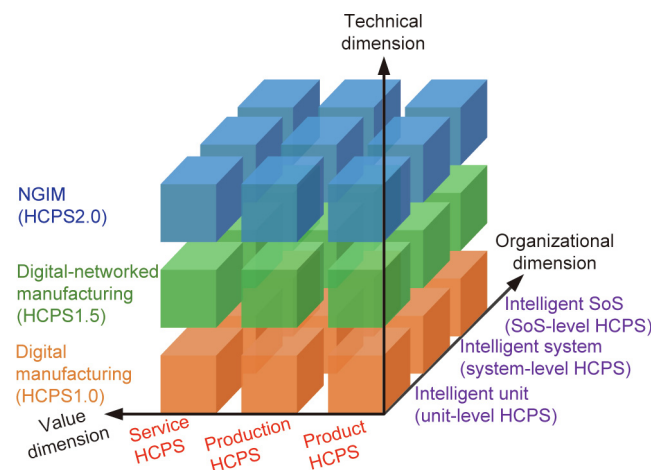 Technical
dimension
NGIM
(HCPS2.0)
Organizational
dimension
Digital-networked
manufacturing
(HCPS1.5)
Intelligent SoS
(SoS-level HCPS)
Intelligent system
(system-level HCPS)
Digital
manufacturing
(HCPS1.0)
Intelligent unit
(unit-level HCPS)
Value
dimension
Service
HCPS
Production
HCPS
Product
HCPS